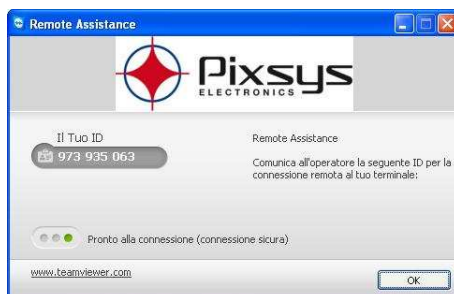 Remote Assistance
Pixsys
ELECTRONICS
Il Tuo ID
973 935 063
Remote Assistance
Comunica all'operatore la seguente ID per la
connessione remota al tuo terminale:
Pronto alla connessione (connessione sicura)
www.teamviewer.com
OK